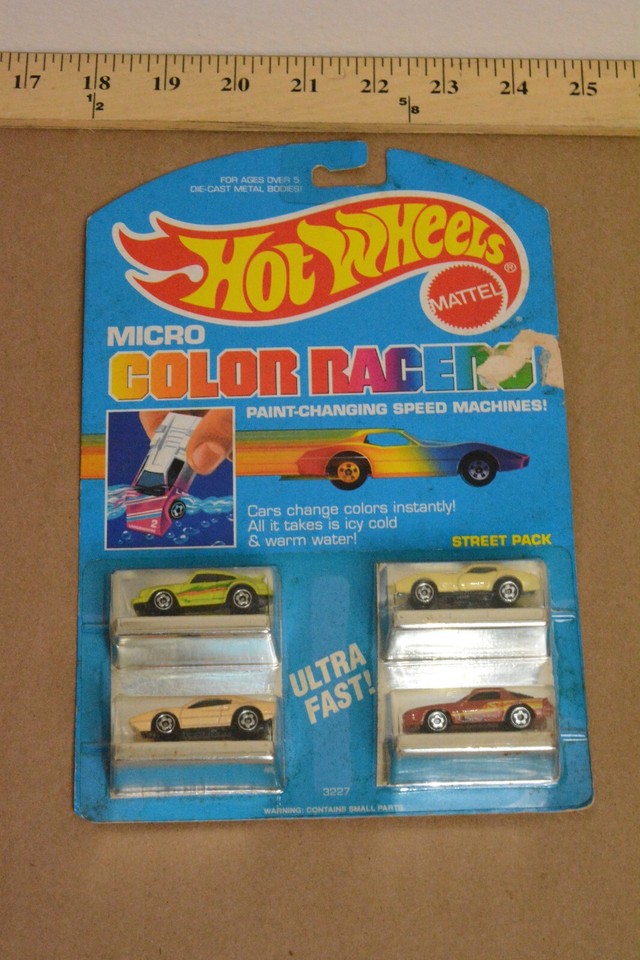 17 18 19 20 21 22 23 24 25
1/2 5/8
FOR AGES OVER 5
DIE-CAST METAL BODIES!
HOT WHEELS®
MATTEL
MICRO
COLOR RACERS
PAINT-CHANGING SPEED MACHINES!
2
Cars change colors instantly!
All it takes is icy cold
& warm water!
STREET PACK
ULTRA
FAST!
3227
WARNING: CONTAINS SMALL PARTS.